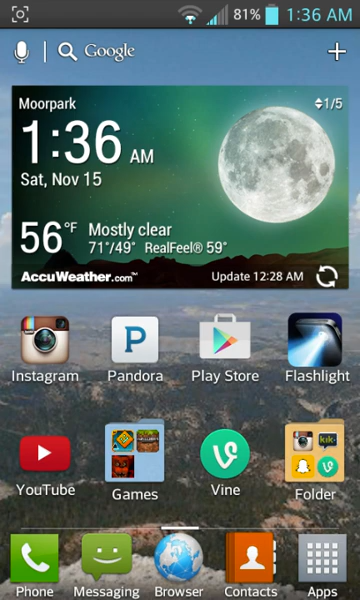 81% 1:36 AM
Google
Moorpark
1/5
1:36 AM
Sat, Nov 15
56°F
Mostly clear
71°/49° RealFeel® 59°
AccuWeather.com™
Update 12:28 AM
Instagram
Pandora
Play Store
Flashlight
YouTube
Games
Vine
kik
Folder
Phone
Messaging
Browser
Contacts
Apps